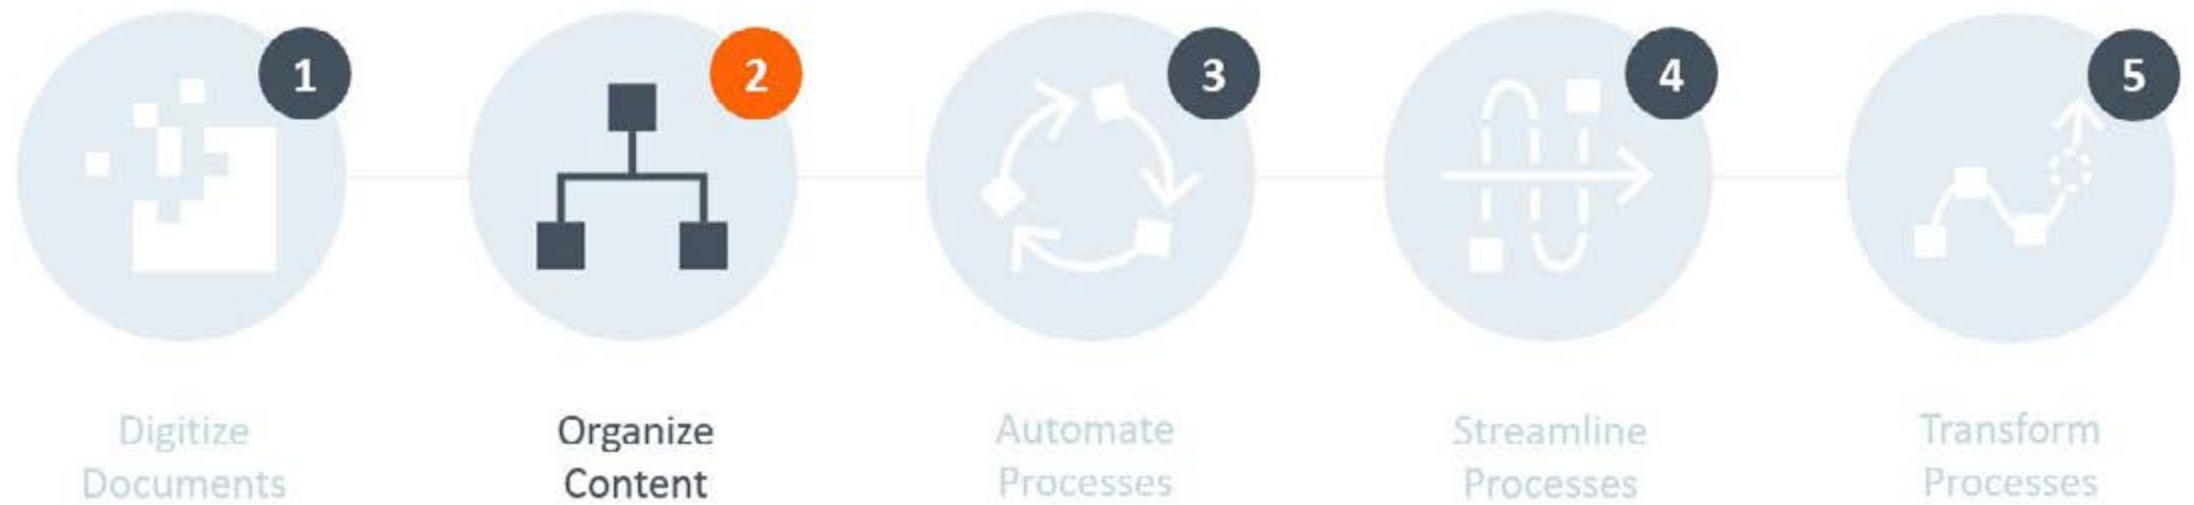 1
2
3
4
5
Digitize
Documents
Organize
Content
Automate
Processes
Streamline
Processes
Transform
Processes